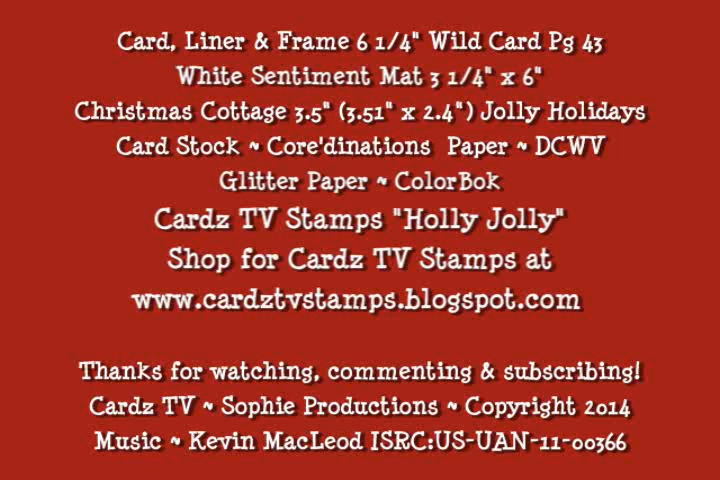 Card, Liner & Frame 6 1/4" Wild Card Pg 43
White Sentiment Mat 3 1/4" x 6"
Christmas Cottage 3.5" (3.51" x 2.4") Jolly Holidays
Card Stock ~ Core'dinations Paper ~ DCWV
Glitter Paper ~ ColorBok
Cardz TV Stamps "Holly Jolly"
Shop for Cardz TV Stamps at
www.cardztvstamps.blogspot.com
Thanks for watching, commenting & subscribing!
Cardz TV ~ Sophie Productions ~ Copyright 2014
Music ~ Kevin MacLeod ISRC:US-UAN-11-00366